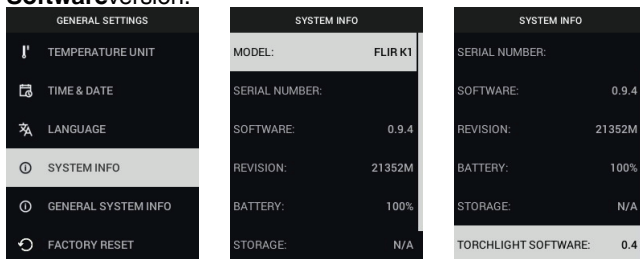 Software version.
GENERAL SETTINGS
TEMPERATURE UNIT
TIME & DATE
LANGUAGE
SYSTEM INFO
GENERAL SYSTEM INFO
FACTORY RESET
SYSTEM INFO
MODEL: FLIR K1
SERIAL NUMBER:
SOFTWARE: 0.9.4
REVISION: 21352M
BATTERY: 100%
STORAGE: N/A
SYSTEM INFO
SERIAL NUMBER:
SOFTWARE: 0.9.4
REVISION: 21352M
BATTERY: 100%
STORAGE: N/A
TORCHLIGHT SOFTWARE: 0.4